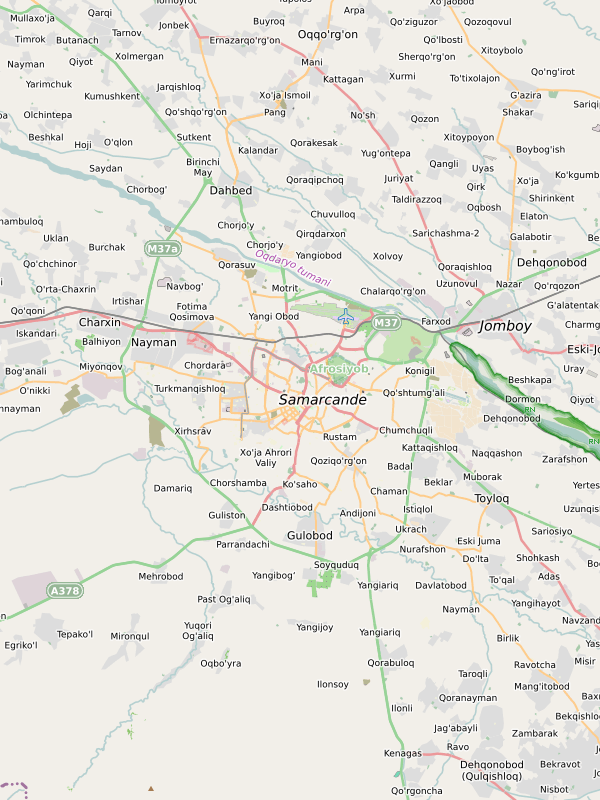 Arpa
Mullaxo'ja
Qarqi
Jonbek
Buyroq
Qo'ziguzor
Qozoqovul
Timrok
Butanach
Tarnov
Ernazarqo'rg'on
Oqqo'rg'on
Qo'lbosti
Xitoybolo
Nayman
Qiyot
Xolmergan
Mani
Sherqo'rg'on
Kattagan
Xurmi
To'tixolajon
Qo'ng'irot
Yarimchuk
Kumushkent
Jarqishloq
Xo'ja Ismoil
G'azira
Olchintepa
Qo'shqo'rg'on
Pang
No'sh
Qozon
Shakar
Beshkal
Hoji
O'qlon
Sutkent
Kalandar
Qorakesak
Yug'ontepa
Xitoypoyon
Boybog'ish
Saydan
Birinchi
May
Qoraqipchoq
Qangli
Uyas
Juriyat
Chorbog'
Dahbed
Taldirazzoq
Qirk
Xo'ja
Ko'kgumb
Shirinkent
Oqbosh
Elaton
Chuvulloq
Chorjo'y
Qirqdarxon
Sarichashma-2
Galabotir
Uklan
Burchak
M37a
Chorjo'y
Yangiobod
Xolvoy
Qo'chchinor
Qorasuv
Oqdaryo tumani
Qoraqishloq
Dehqonobod
O'rta-Charxin
Navbog'
Motrit
Chalarqo'rg'on
Uzunovul
Nazar
Qo'rqozon
Irtishar
Fotima
Qosimova
Qo'qoni
Charxin
Yangi Obod
M37
Farxod
Jomboy
G'alatentak
Iskandari
Balhiyon
Nayman
Charmg
Miyonqov
Chordara
Afrosiyob
Konigil
Eski-Jo
Bog'anali
Uray
O'nikki
Turkmanqishloq
Samarcande
Qo'shtumg'ali
Beshkapa
Dormon
Qiyot
RN
Dehqonobod
Xirhsrav
Rustam
Chumchuqli
RN
Kattaqishloq
Xo'ja Ahrori
Valiy
Qoziqo'rg'on
Badal
Naqqashon
Zarafshon
Damariq
Chorshamba
Ko'saho
Chaman
Beklar
Muborak
Yertes
Toyloq
Guliston
Dashtiobod
Andijoni
Istiqlol
Uzunqis
Parrandachi
Gulobod
Ukrach
Nurafshon
Eski Juma
Sariosiyo
Soyquduq
Do'lta
Shohkash
A378
Mehrobod
Yangibog'
Yangiariq
Davlatobod
To'qal
Adas
Past Og'aliq
Nayman
Yangihayot
Tepako'l
Mironqul
Yuqori
Og'aliq
Yangijoy
Yangiariq
Navzand
Egriko'l
Birlik
Oqbo'yra
Qorabuloq
Ravotcha
Misir
Taroqli
Ilonsoy
Mang'itobod
Qoranayman
Ilonli
Bekqishloq
Jag'abayli
Zambarak
Kenagas
Ravo
Dehqonobod
(Qulqishloq)
Bekravot
Qo'rgoncha
Nisbot